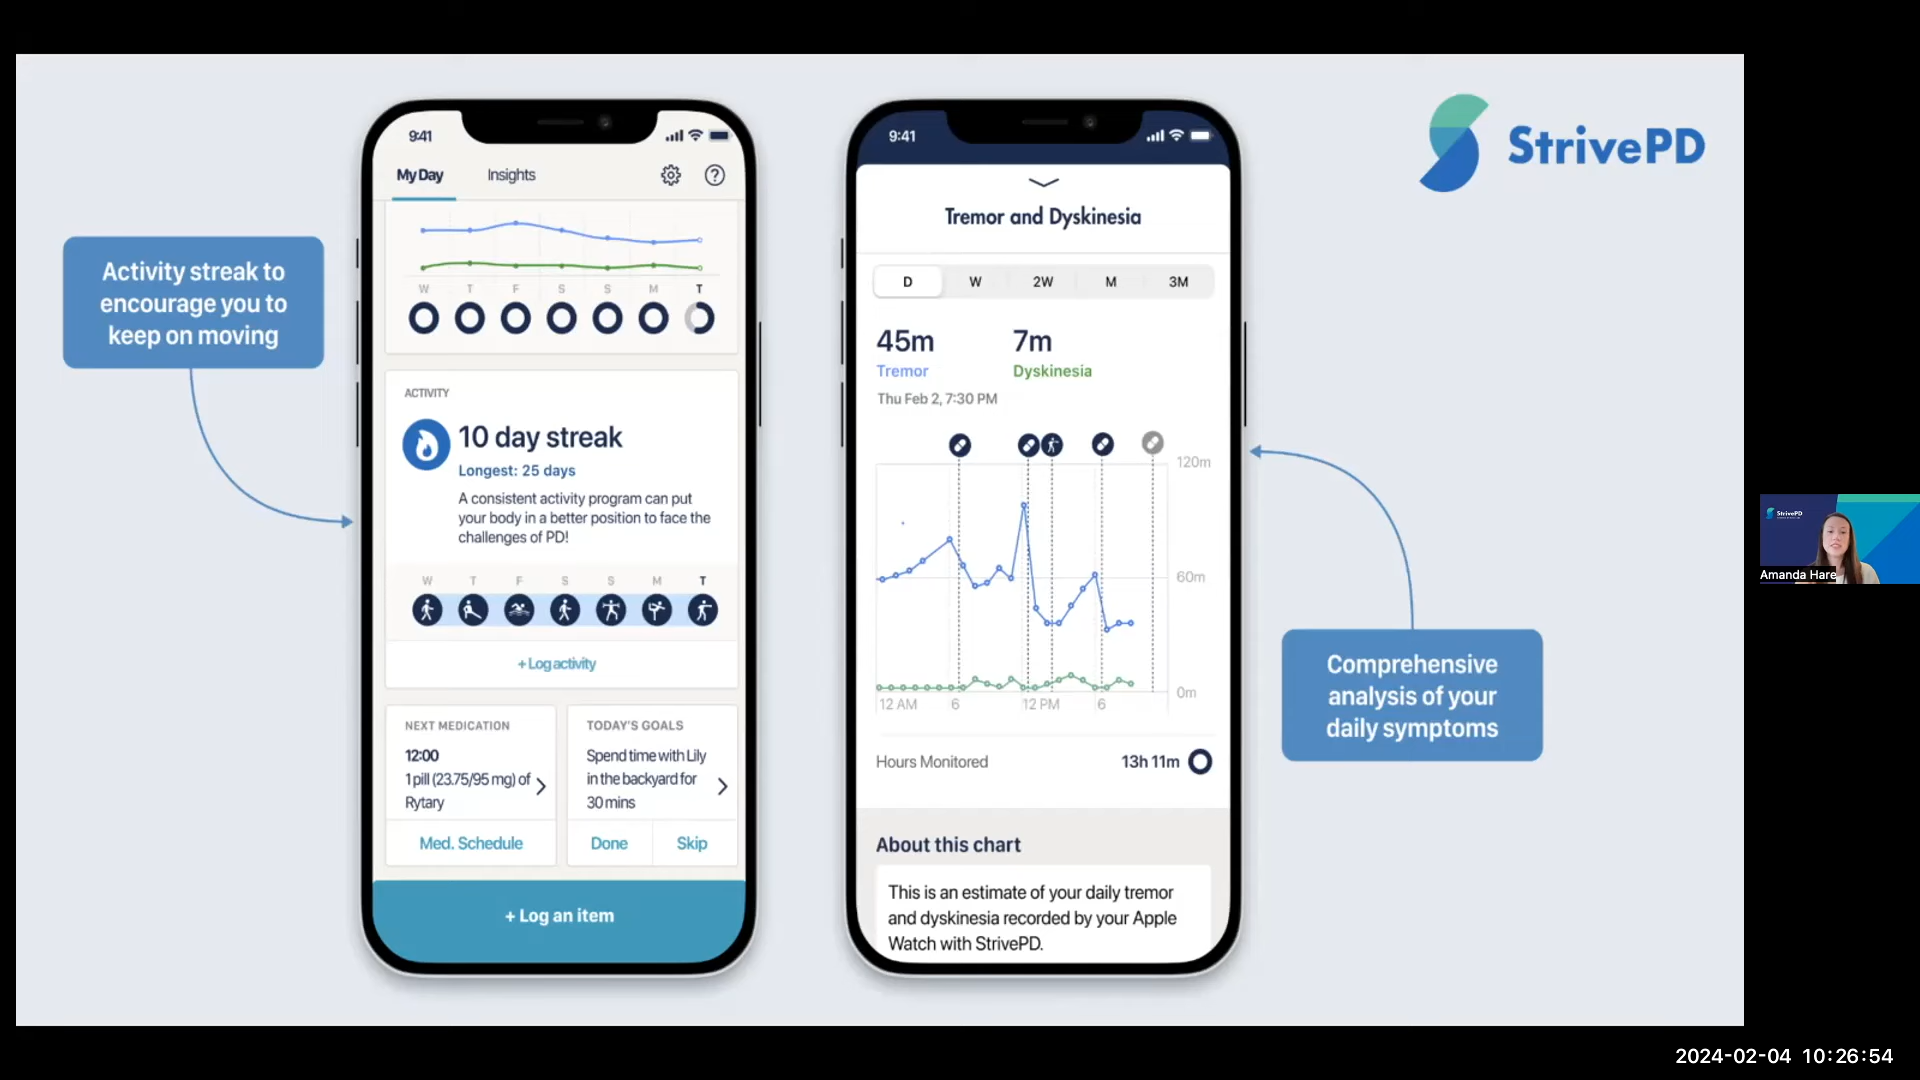 StrivePD
Activity streak to
encourage you to
keep on moving
9:41
My Day
Insights
?
W T F S S M T
ACTIVITY
10 day streak
Longest: 25 days
A consistent activity program can put
your body in a better position to face the
challenges of PD!
W T F S S M T
+ Log activity
NEXT MEDICATION
12:00
1 pill (23.75/95 mg) of
Rytary
Med. Schedule
TODAY'S GOALS
Spend time with Lily
in the backyard for
30 mins
Done
Skip
+ Log an item
9:41
Tremor and Dyskinesia
D W 2W M 3M
45m
Tremor
7m
Dyskinesia
Thu Feb 2, 7:30 PM
120m
60m
0m
12 AM 6 12 PM 6
Hours Monitored
13h 11m
About this chart
This is an estimate of your daily tremor
and dyskinesia recorded by your Apple
Watch with StrivePD.
Comprehensive
analysis of your
daily symptoms
StrivePD
Amanda Hare
2024-02-04 10:26:54